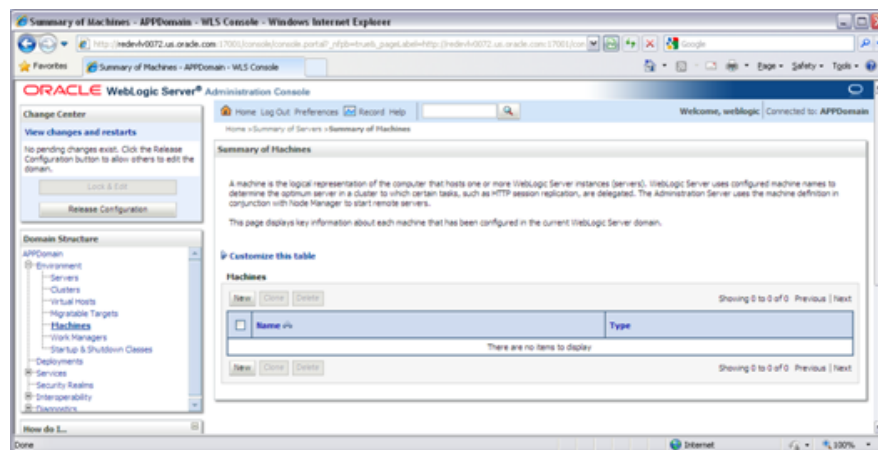 Summary of Machines - APPDomain - WLS Console - Windows Internet Explorer
Google
Favorites
Summary of Machines - APPDomain - WLS Console
Page
Safety
Tools
ORACLE WebLogic Server® Administration Console
Change Center
View changes and restarts
No pending changes exist. Click the Release
Configuration button to allow others to edit the
domain.
Lock & Edit
Release Configuration
Domain Structure
APPDomain
Environment
Servers
Clusters
Virtual Hosts
Migratable Targets
Machines
Work Managers
Startup & Shutdown Classes
Deployments
Services
Security Realms
Interoperability
Diagnostics
How do I...
Home Log Out Preferences Record Help
Welcome, weblogic Connected to: APPDomain
Home >Summary of Servers >Summary of Machines
Summary of Machines
A machine is the logical representation of the computer that hosts one or more WebLogic Server instances (servers). WebLogic Server uses configured machine names to
determine the optimum server in a cluster to which certain tasks, such as HTTP session replication, are delegated. The Administration Server uses the machine definition in
conjunction with Node Manager to start remote servers.
This page displays key information about each machine that has been configured in the current WebLogic Server domain.
Customize this table
Machines
New Clone Delete
Showing 0 to 0 of 0 Previous | Next
Name
Type
There are no items to display
New Clone Delete
Showing 0 to 0 of 0 Previous | Next
Done
Internet
100%